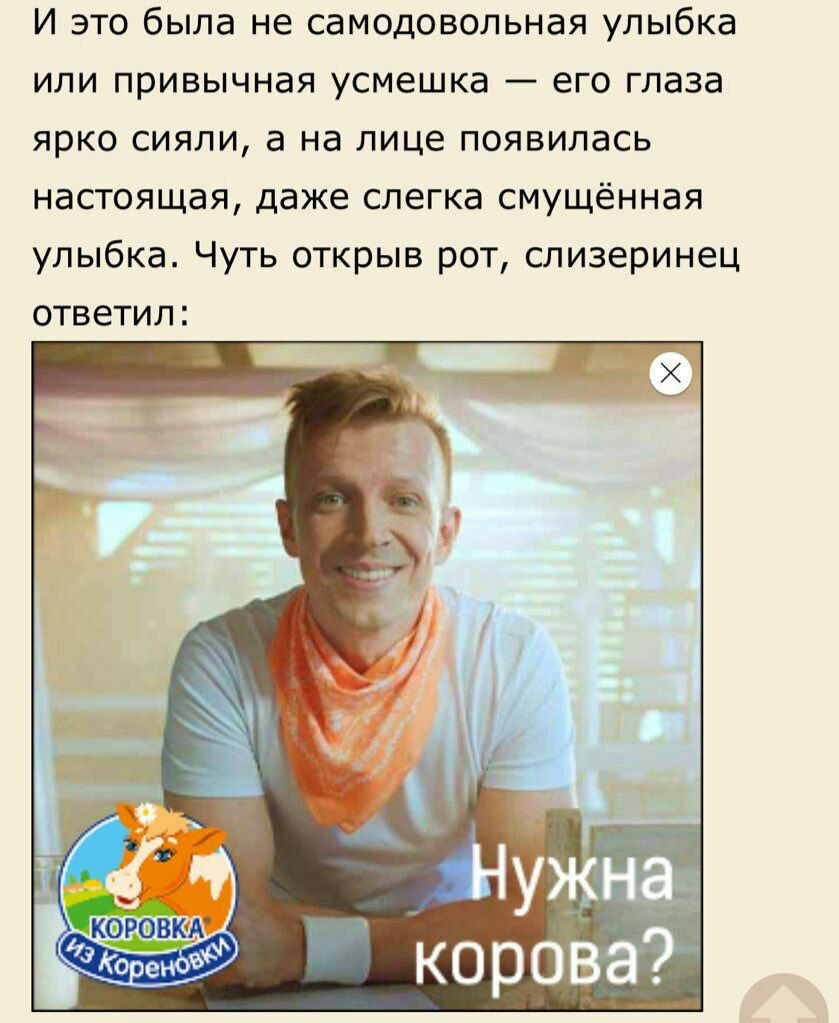 И это была не самодовольная улыбка
или привычная усмешка — его глаза
ярко сияли, а на лице появилась
настоящая, даже слегка смущённая
улыбка. Чуть открыв рот, слизеринец
ответил:
КОРОВКА
ИЗ КОРЕНОВКИ
Нужна
корова?